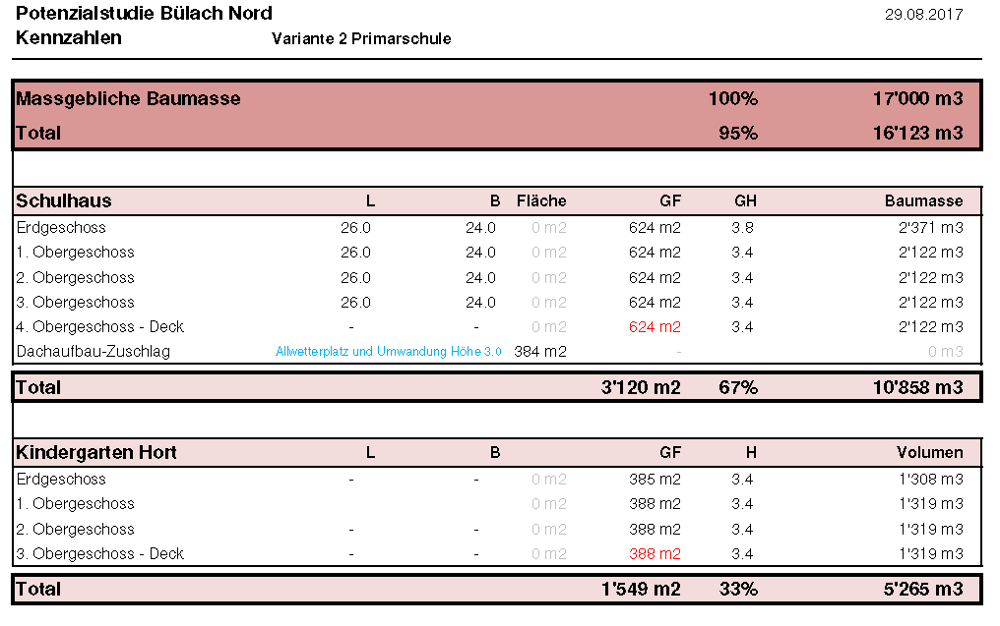 Potenzialstudie Bülach Nord 29.08.2017
Kennzahlen Variante 2 Primarschule
Massgebliche Baumasse 100% 17'000 m3
Total 95% 16'123 m3
Schulhaus L B Fläche GF GH Baumasse
Erdgeschoss 26.0 24.0 0 m2 624 m2 3.8 2'371 m3
1. Obergeschoss 26.0 24.0 0 m2 624 m2 3.4 2'122 m3
2. Obergeschoss 26.0 24.0 0 m2 624 m2 3.4 2'122 m3
3. Obergeschoss 26.0 24.0 0 m2 624 m2 3.4 2'122 m3
4. Obergeschoss - Deck - - 0 m2 624 m2 3.4 2'122 m3
Dachaufbau-Zuschlag Allwetterplatz und Umwandung Höhe 3.0 384 m2 - 0 m3
Total 3'120 m2 67% 10'858 m3
Kindergarten Hort L B GF H Volumen
Erdgeschoss - - 0 m2 385 m2 3.4 1'308 m3
1. Obergeschoss 0 m2 388 m2 3.4 1'319 m3
2. Obergeschoss - - 0 m2 388 m2 3.4 1'319 m3
3. Obergeschoss - Deck - - 0 m2 388 m2 3.4 1'319 m3
Total 1'549 m2 33% 5'265 m3